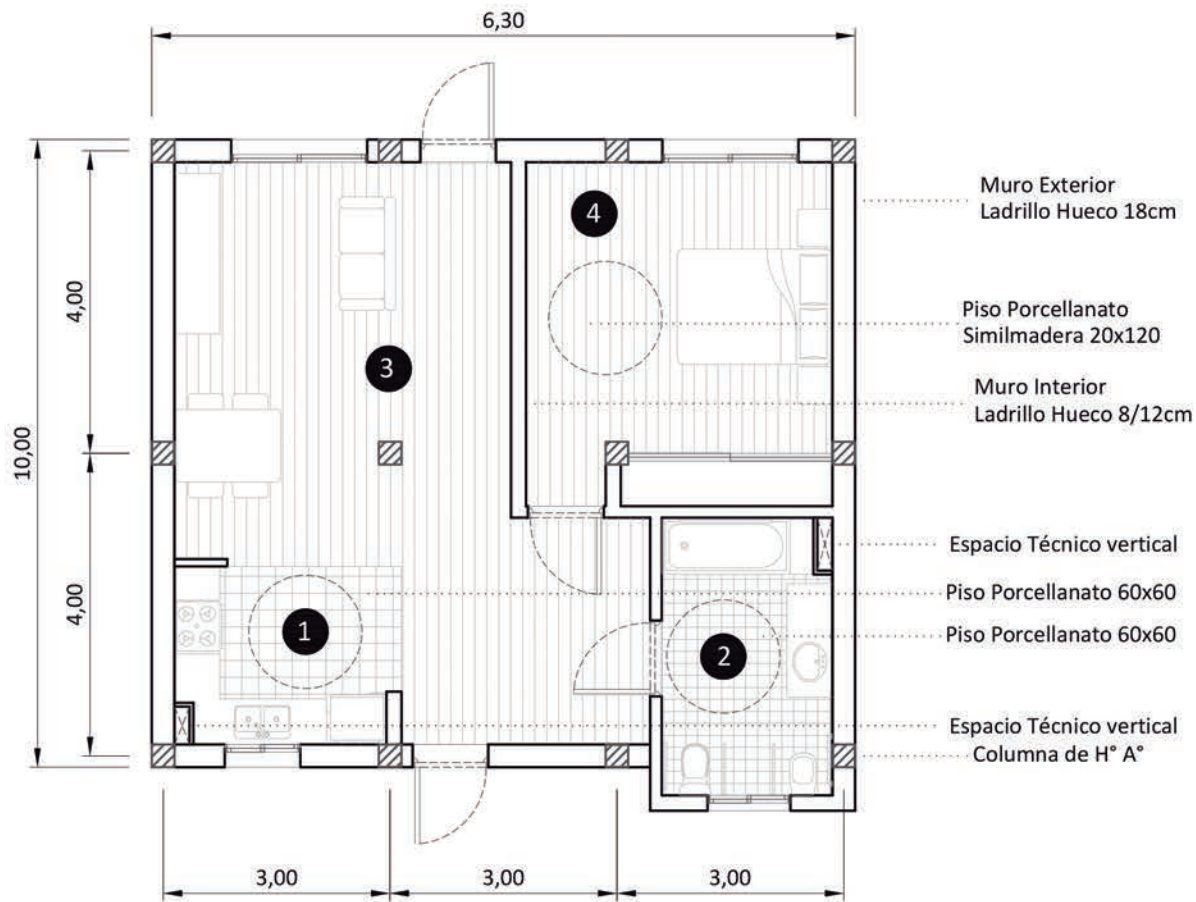 6,30
Muro Exterior
Ladrillo Hueco 18cm
4
4,00
Piso Porcellanato
Similmadera 20x120
3
Muro Interior
Ladrillo Hueco 8/12cm
10,00
Espacio Técnico vertical
4,00
Piso Porcellanato 60x60
1
2
Piso Porcellanato 60x60
Espacio Técnico vertical
Columna de H° A°
3,00
3,00
3,00